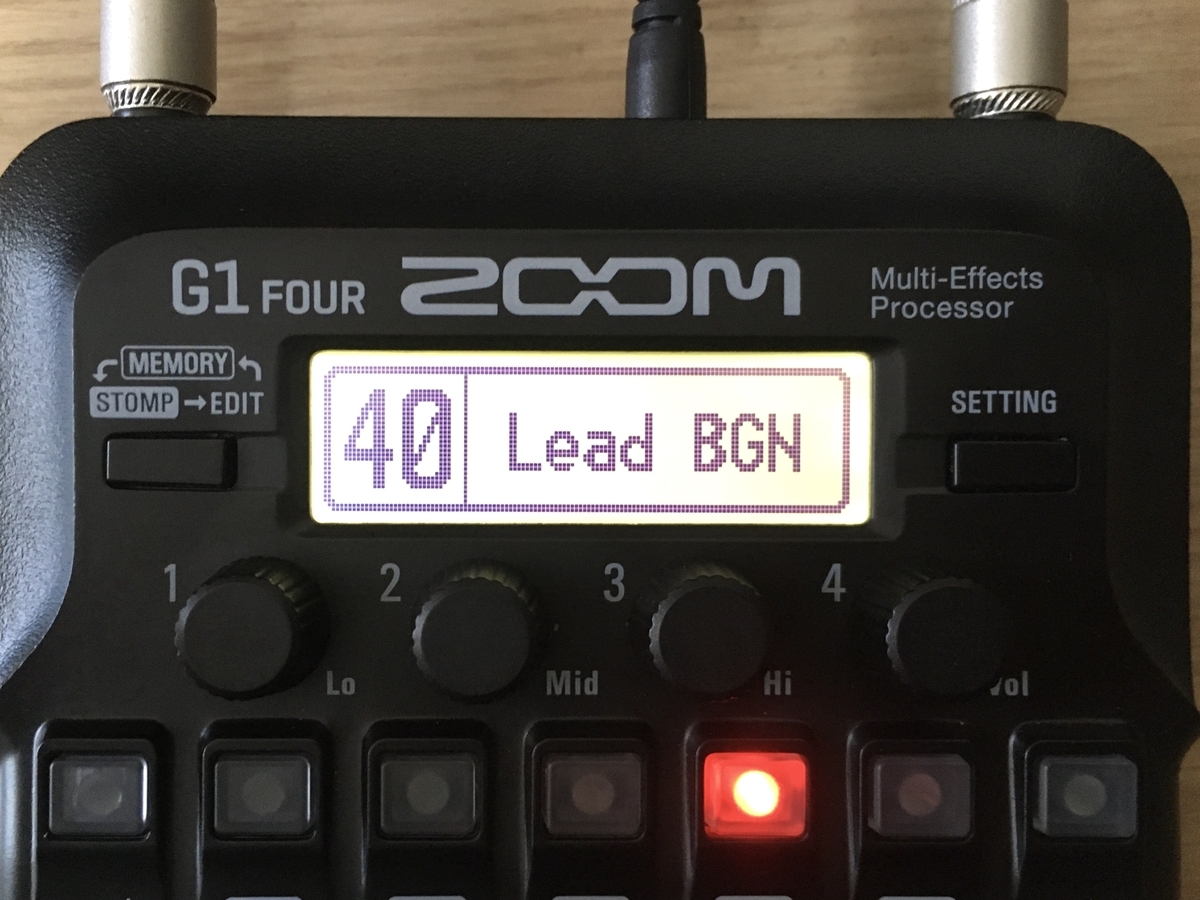 G1 FOUR ZOOM Multi-Effects
Processor
MEMORY
STOMP → EDIT
SETTING
40 Lead BGN
1 2 3 4
Lo Mid Hi Vol